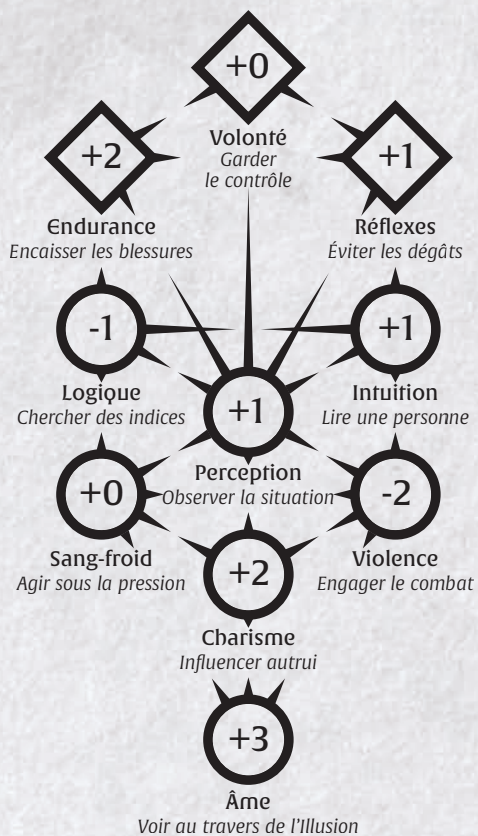 +0
Volonté
Garder
le contrôle
+2
Endurance
Encaisser les blessures
+1
Réflexes
Éviter les dégâts
-1
Logique
Chercher des indices
+1
Intuition
Lire une personne
+1
Perception
Observer la situation
+0
Sang-froid
Agir sous la pression
-2
Violence
Engager le combat
+2
Charisme
Influencer autrui
+3
Âme
Voir au travers de l'Illusion